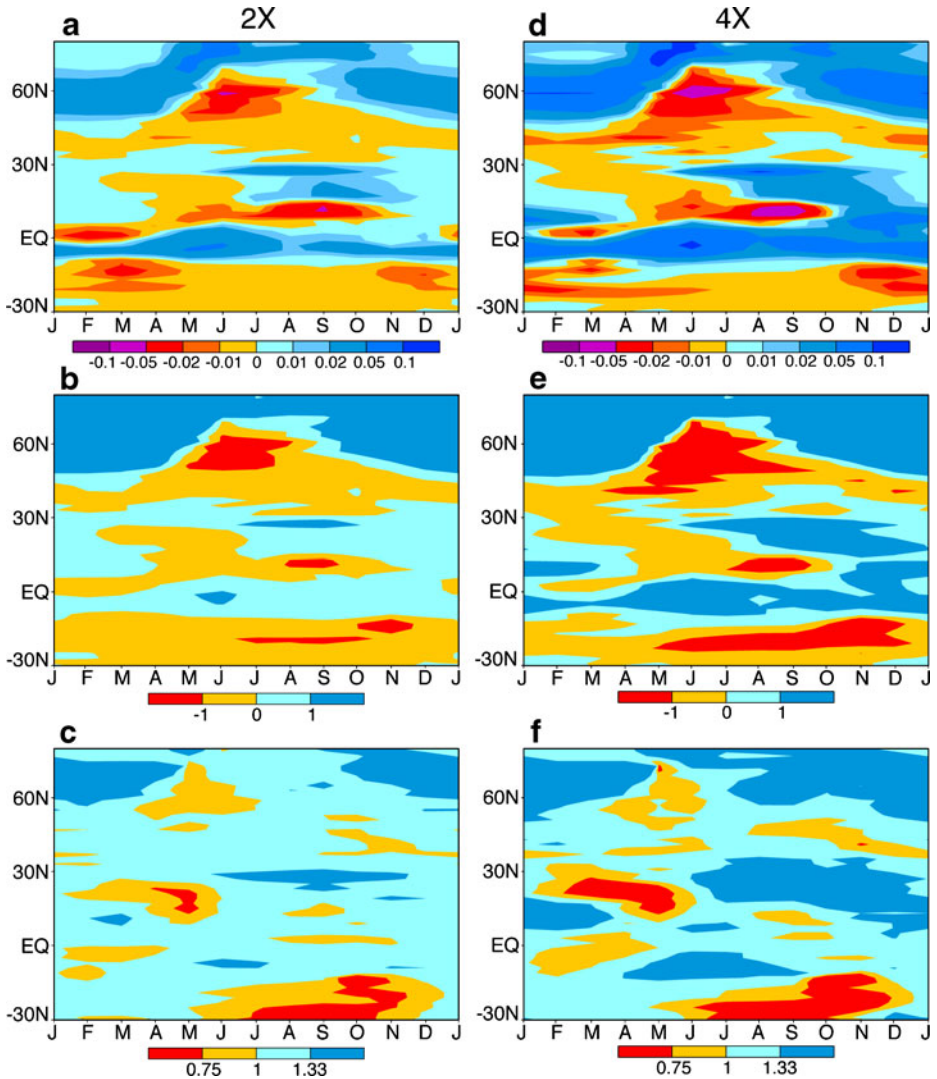 2X
4X
a
60N
30N
EQ
-30N
J F M A M J J A S O N D J
-0.1 -0.05 -0.02 -0.01 0 0.01 0.02 0.05 0.1
d
60N
30N
EQ
-30N
J F M A M J J A S O N D J
-0.1 -0.05 -0.02 -0.01 0 0.01 0.02 0.05 0.1
b
60N
30N
EQ
-30N
J F M A M J J A S O N D J
-1 0 1
e
60N
30N
EQ
-30N
J F M A M J J A S O N D J
-1 0 1
c
60N
30N
EQ
-30N
J F M A M J J A S O N D J
0.75 1 1.33
f
60N
30N
EQ
-30N
J F M A M J J A S O N D J
0.75 1 1.33